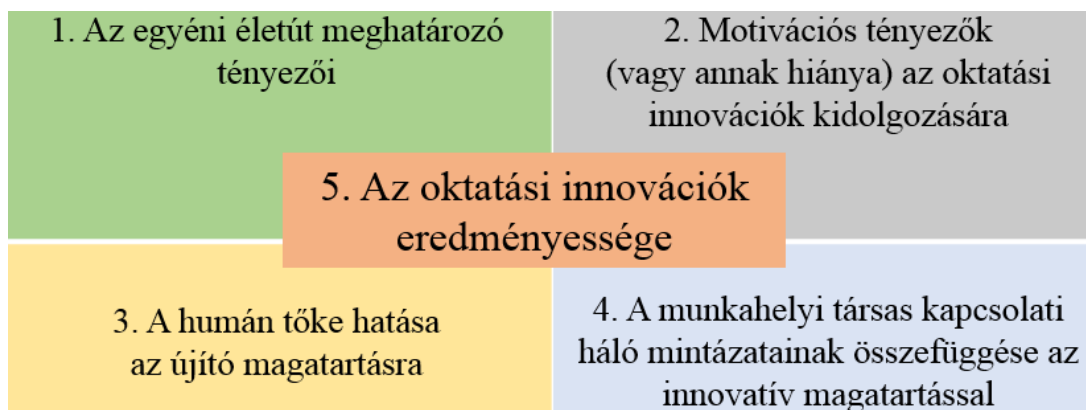 1. Az egyéni életút meghatározó
tényezői
2. Motivációs tényezők
(vagy annak hiánya) az oktatási
innovációk kidolgozására
5. Az oktatási innovációk
eredményessége
3. A humán tőke hatása
az újító magatartásra
4. A munkahelyi társas kapcsolati
háló mintázatainak összefüggése az
innovatív magatartással